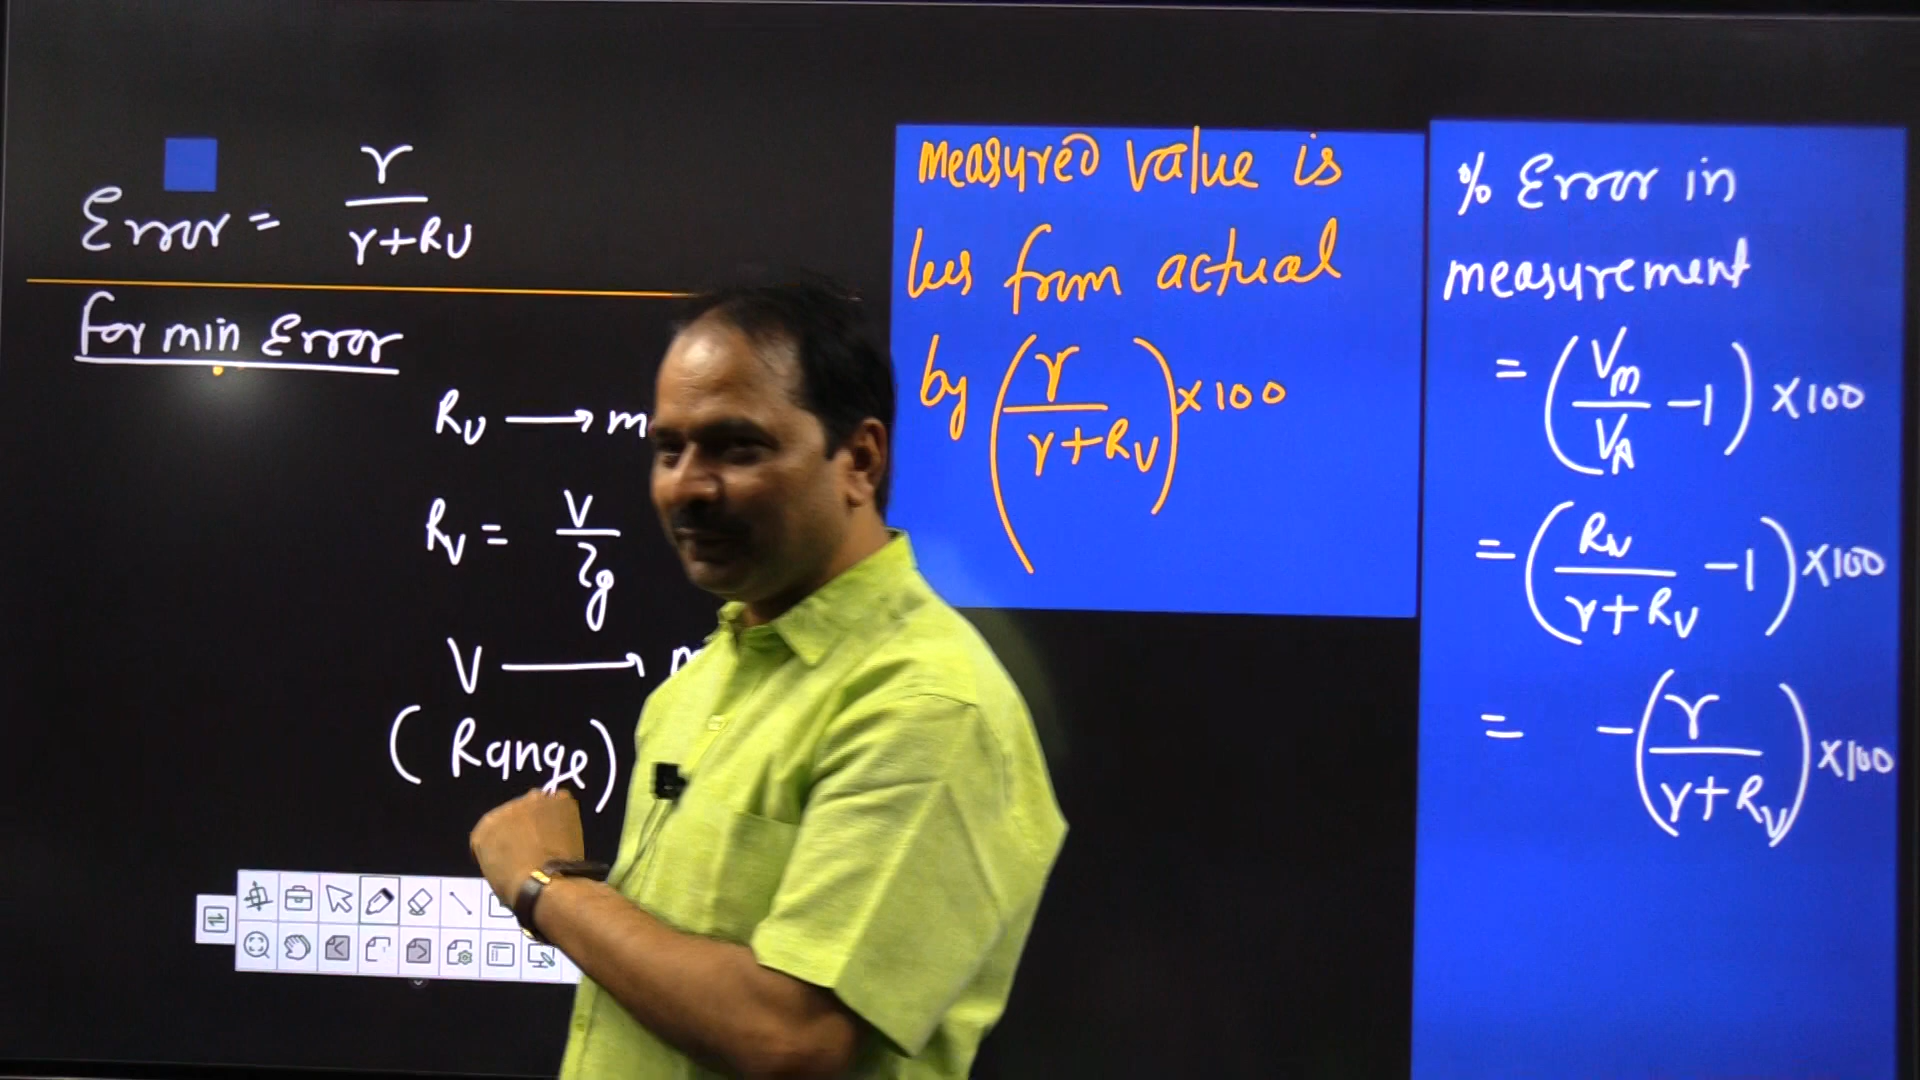 Error = r / (r+Rv)
for min Error
Rv → m
Rv = V / ig
V →
(Range)
measured value is
less from actual
by (r / (r+Rv)) × 100
% Error in
measurement
= (Vm / VA − 1) × 100
= (Rv / (r+Rv) − 1) × 100
= −(r / (r+Rv)) × 100